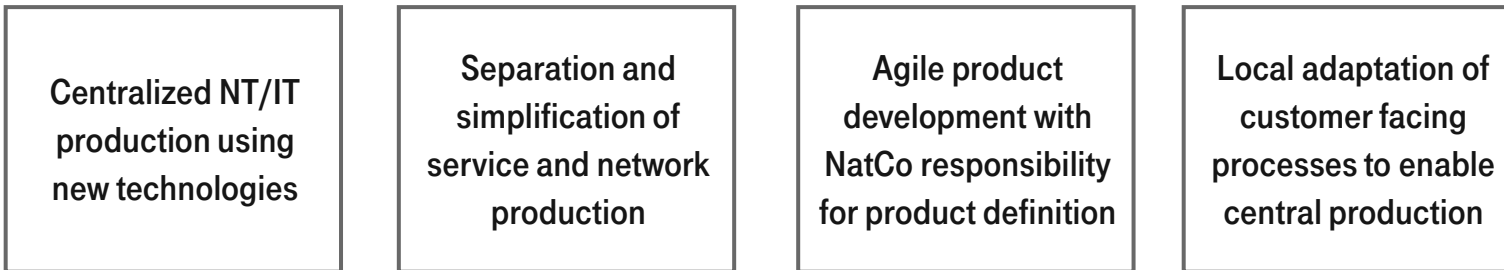 Centralized NT/IT
production using
new technologies
Separation and
simplification of
service and network
production
Agile product
development with
NatCo responsibility
for product definition
Local adaptation of
customer facing
processes to enable
central production